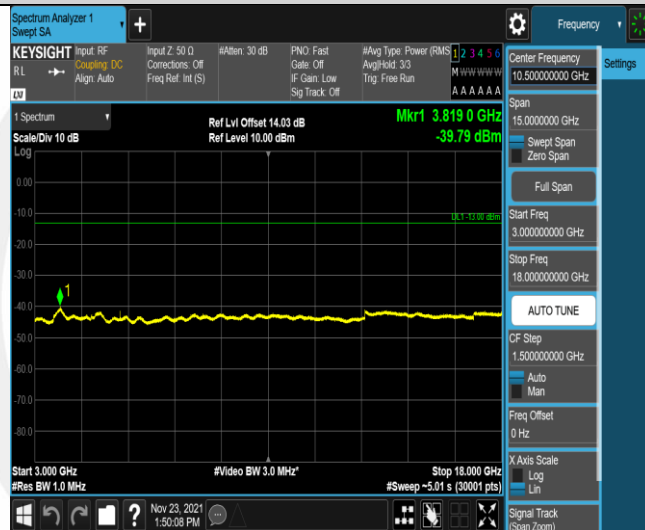 Spectrum Analyzer 1
Swept SA
Frequency
KEYSIGHT
R L
LXI
Input: RF
Coupling: DC
Align: Auto
Input Z: 50 Ω
Corrections: Off
Freq Ref: Int (S)
#Atten: 30 dB
PNO: Fast
Gate: Off
IF Gain: Low
Sig Track: Off
#Avg Type: Power (RMS
Avg|Hold: 3/3
Trig: Free Run
1 2 3 4 5 6
M W W W W W
A A A A A A
Settings
Center Frequency
10.500000000 GHz
Span
15.0000000 GHz
Swept Span
Zero Span
Full Span
Start Freq
3.000000000 GHz
Stop Freq
18.000000000 GHz
AUTO TUNE
CF Step
1.500000000 GHz
Auto
Man
Freq Offset
0 Hz
X Axis Scale
Log
Lin
Signal Track
(Span Zoom)
1 Spectrum
Scale/Div 10 dB
Log
Ref Lvl Offset 14.03 dB
Ref Level 10.00 dBm
Mkr1 3.819 0 GHz
-39.79 dBm
0.00
-10.0
DL1 -13.00 dBm
-20.0
-30.0
1
-40.0
-50.0
-60.0
-70.0
-80.0
Start 3.000 GHz
#Res BW 1.0 MHz
#Video BW 3.0 MHz*
Stop 18.000 GHz
#Sweep ~5.01 s (30001 pts)
?
Nov 23, 2021
1:50:08 PM